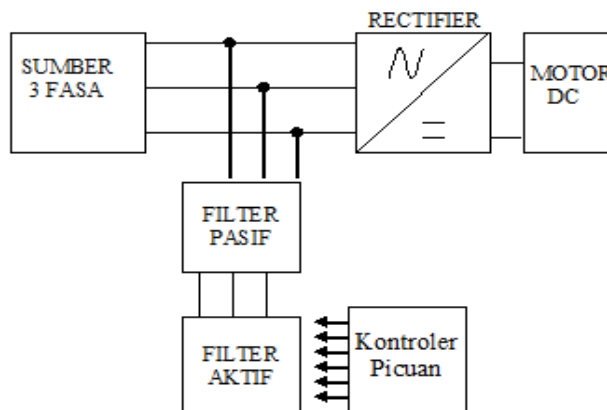 RECTIFIER
SUMBER
3 FASA
MOTOR
DC
FILTER
PASIF
FILTER
AKTIF
Kontroler
Picuan